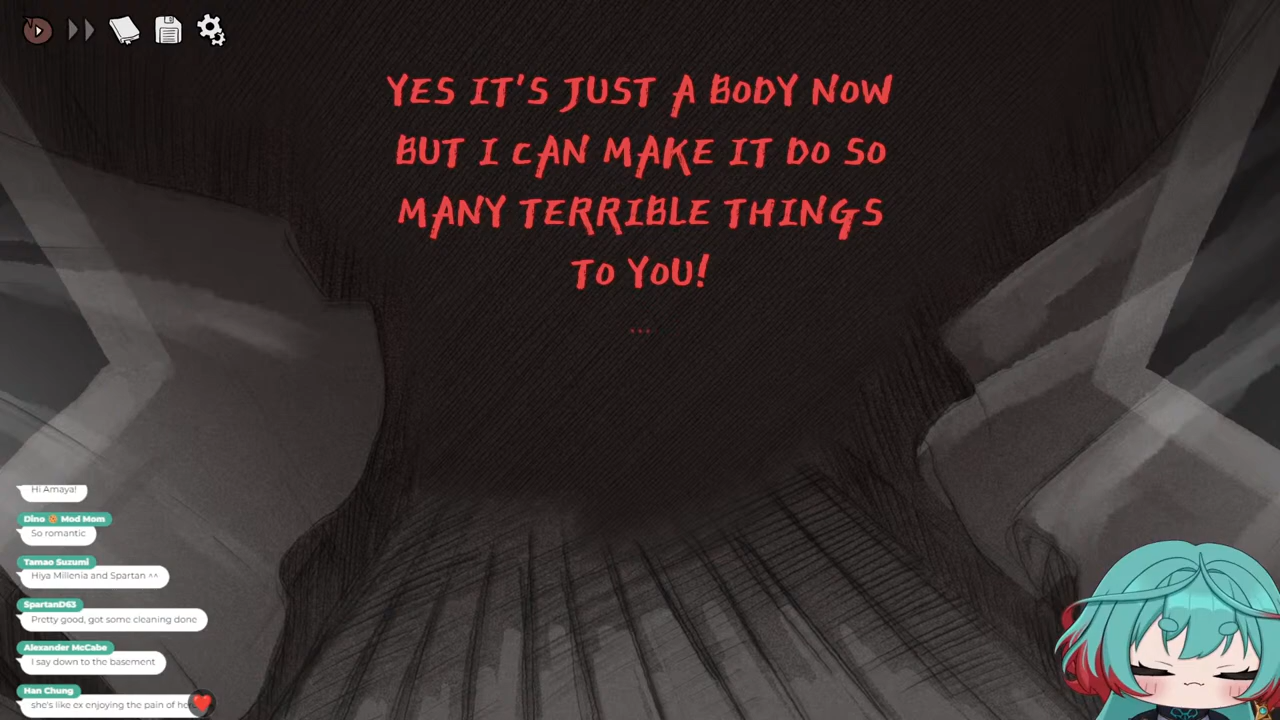 YES IT'S JUST A BODY NOW
BUT I CAN MAKE IT DO SO
MANY TERRIBLE THINGS
TO YOU!
...
Hi Amaya!
Dino Mod Mom
So romantic
Tamao Suzumi
Hiya Millenia and Spartan ^^
SpartanD63
Pretty good, got some cleaning done
Alexander McCabe
I say down to the basement
Han Chung
she's like ex enjoying the pain of